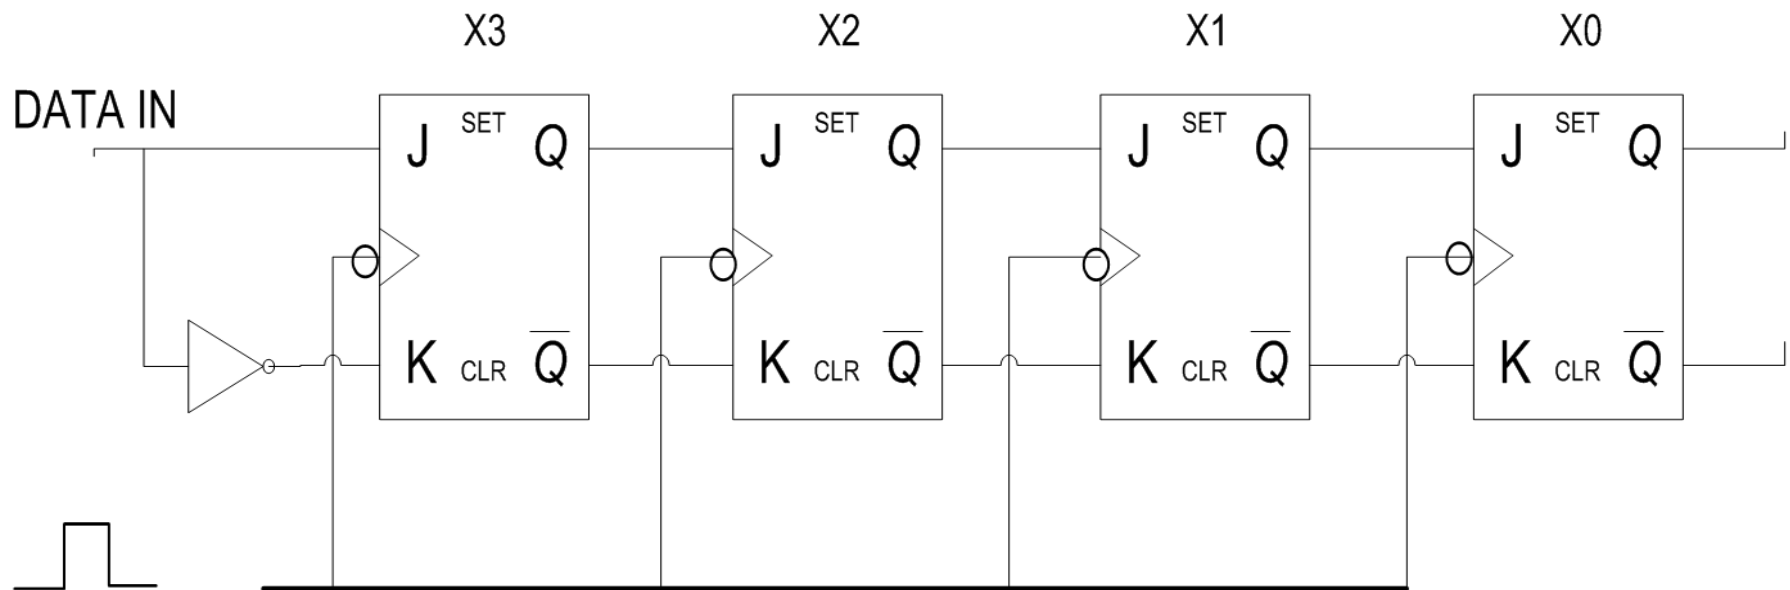 X3 X2 X1 X0
DATA IN
J SET Q J SET Q J SET Q J SET Q
K CLR Q̅ K CLR Q̅ K CLR Q̅ K CLR Q̅